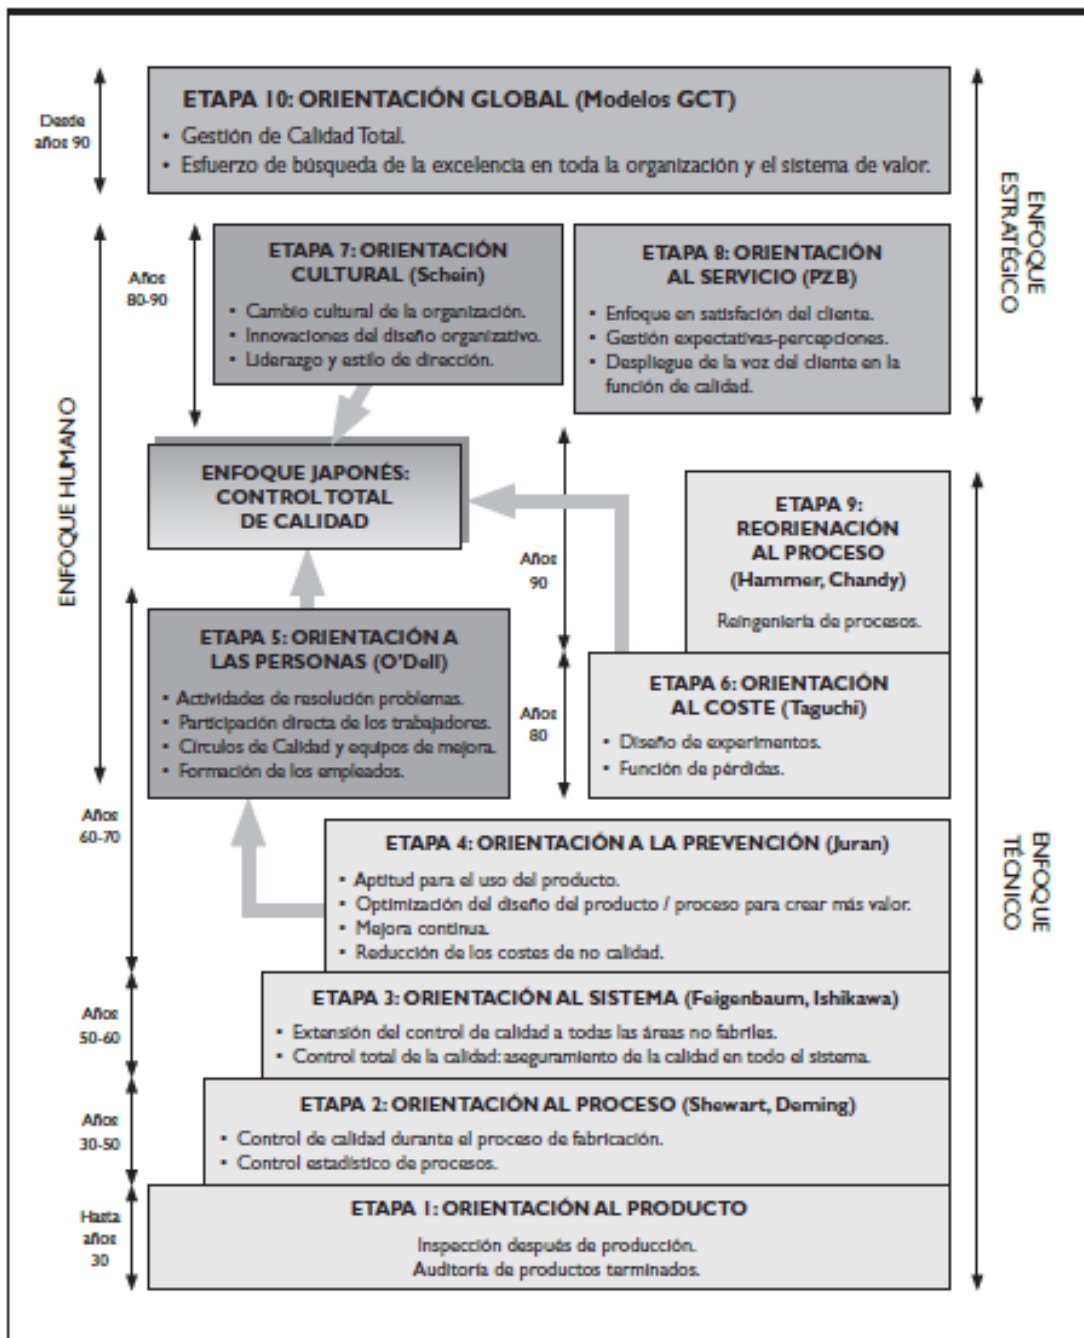 Desde
años 90
ETAPA 10: ORIENTACIÓN GLOBAL (Modelos GCT)
▪ Gestión de Calidad Total.
▪ Esfuerzo de búsqueda de la excelencia en toda la organización y el sistema de valor.
ENFOQUE
ESTRATÉGICO
ENFOQUE HUMANO
Años
80-90
ETAPA 7: ORIENTACIÓN
CULTURAL (Schein)
▪ Cambio cultural de la organización.
▪ Innovaciones del diseño organizativo.
▪ Liderazgo y estilo de dirección.
ETAPA 8: ORIENTACIÓN
AL SERVICIO (PZB)
▪ Enfoque en satisfacción del cliente.
▪ Gestión expectativas-percepciones.
▪ Despliegue de la voz del cliente en la
función de calidad.
ENFOQUE JAPONÉS:
CONTROL TOTAL
DE CALIDAD
Años
90
ETAPA 9:
REORIENACIÓN
AL PROCESO
(Hammer, Chandy)
Reingeniería de procesos.
ETAPA 5: ORIENTACIÓN A
LAS PERSONAS (O'Dell)
▪ Actividades de resolución problemas.
▪ Participación directa de los trabajadores.
▪ Círculos de Calidad y equipos de mejora.
▪ Formación de los empleados.
Años
80
ETAPA 6: ORIENTACIÓN
AL COSTE (Taguchi)
▪ Diseño de experimentos.
▪ Función de pérdidas.
Años
60-70
ETAPA 4: ORIENTACIÓN A LA PREVENCIÓN (Juran)
▪ Aptitud para el uso del producto.
▪ Optimización del diseño del producto / proceso para crear más valor.
▪ Mejora continua.
▪ Reducción de los costes de no calidad.
ENFOQUE
TÉCNICO
Años
50-60
ETAPA 3: ORIENTACIÓN AL SISTEMA (Feigenbaum, Ishikawa)
▪ Extensión del control de calidad a todas las áreas no fabriles.
▪ Control total de la calidad: aseguramiento de la calidad en todo el sistema.
Años
30-50
ETAPA 2: ORIENTACIÓN AL PROCESO (Shewart, Deming)
▪ Control de calidad durante el proceso de fabricación.
▪ Control estadístico de procesos.
Hasta
años
30
ETAPA 1: ORIENTACIÓN AL PRODUCTO
Inspección después de producción.
Auditoría de productos terminados.